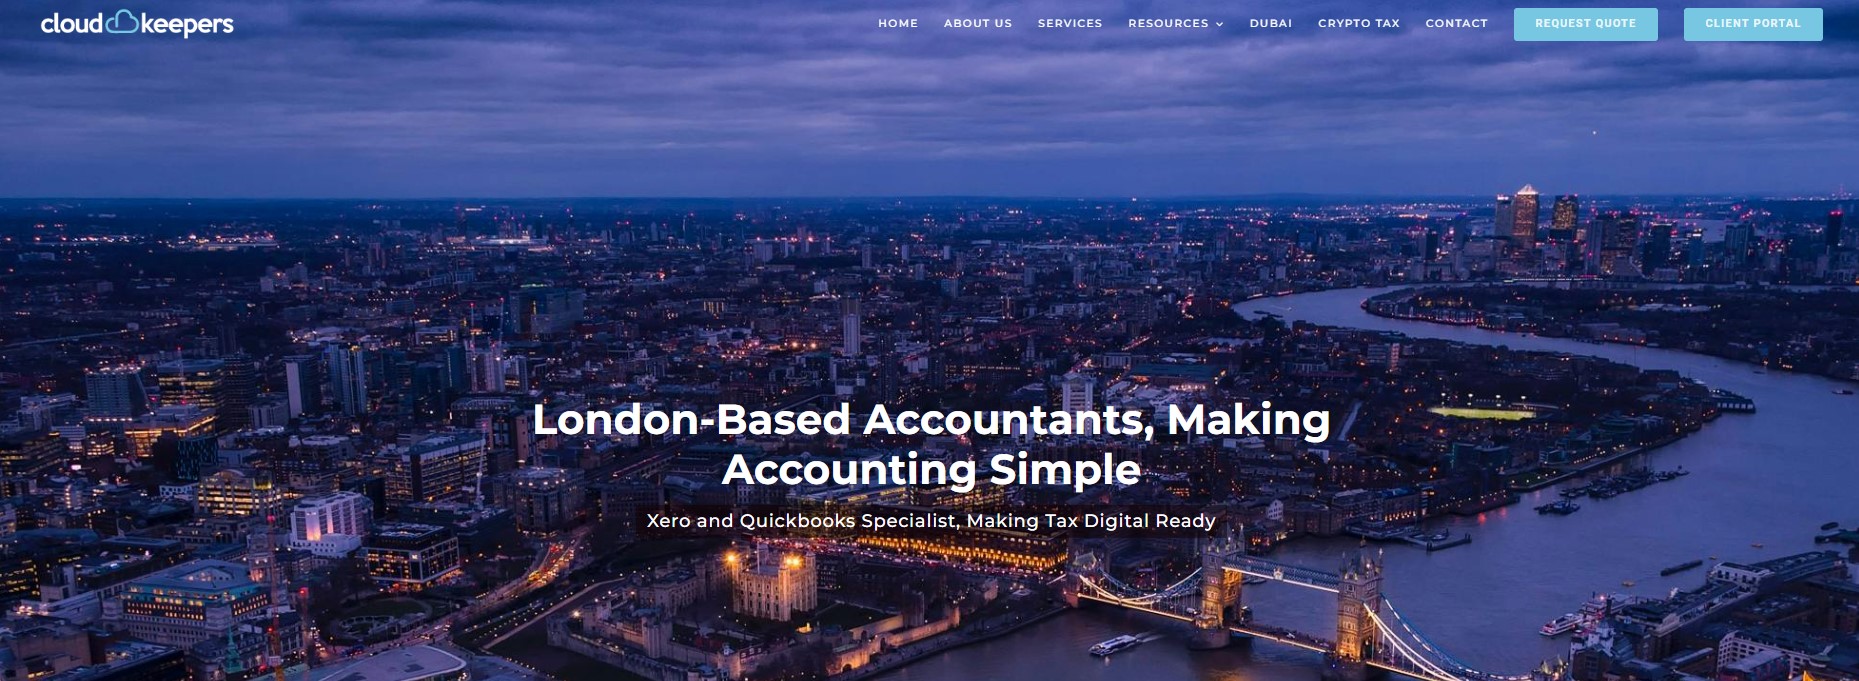 cloudkeepers
HOME
ABOUT US
SERVICES
RESOURCES
DUBAI
CRYPTO TAX
CONTACT
REQUEST QUOTE
CLIENT PORTAL
London-Based Accountants, Making
Accounting Simple
Xero and Quickbooks Specialist, Making Tax Digital Ready